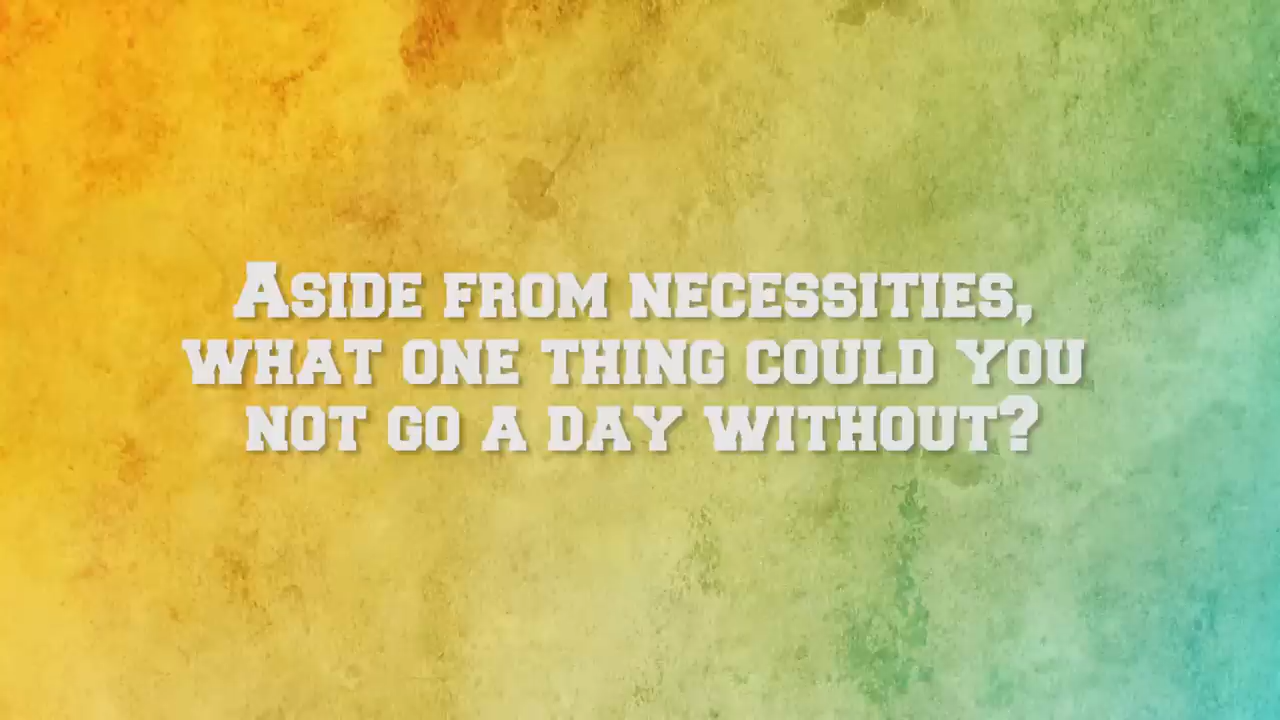 Aside from necessities,
what one thing could you
not go a day without?